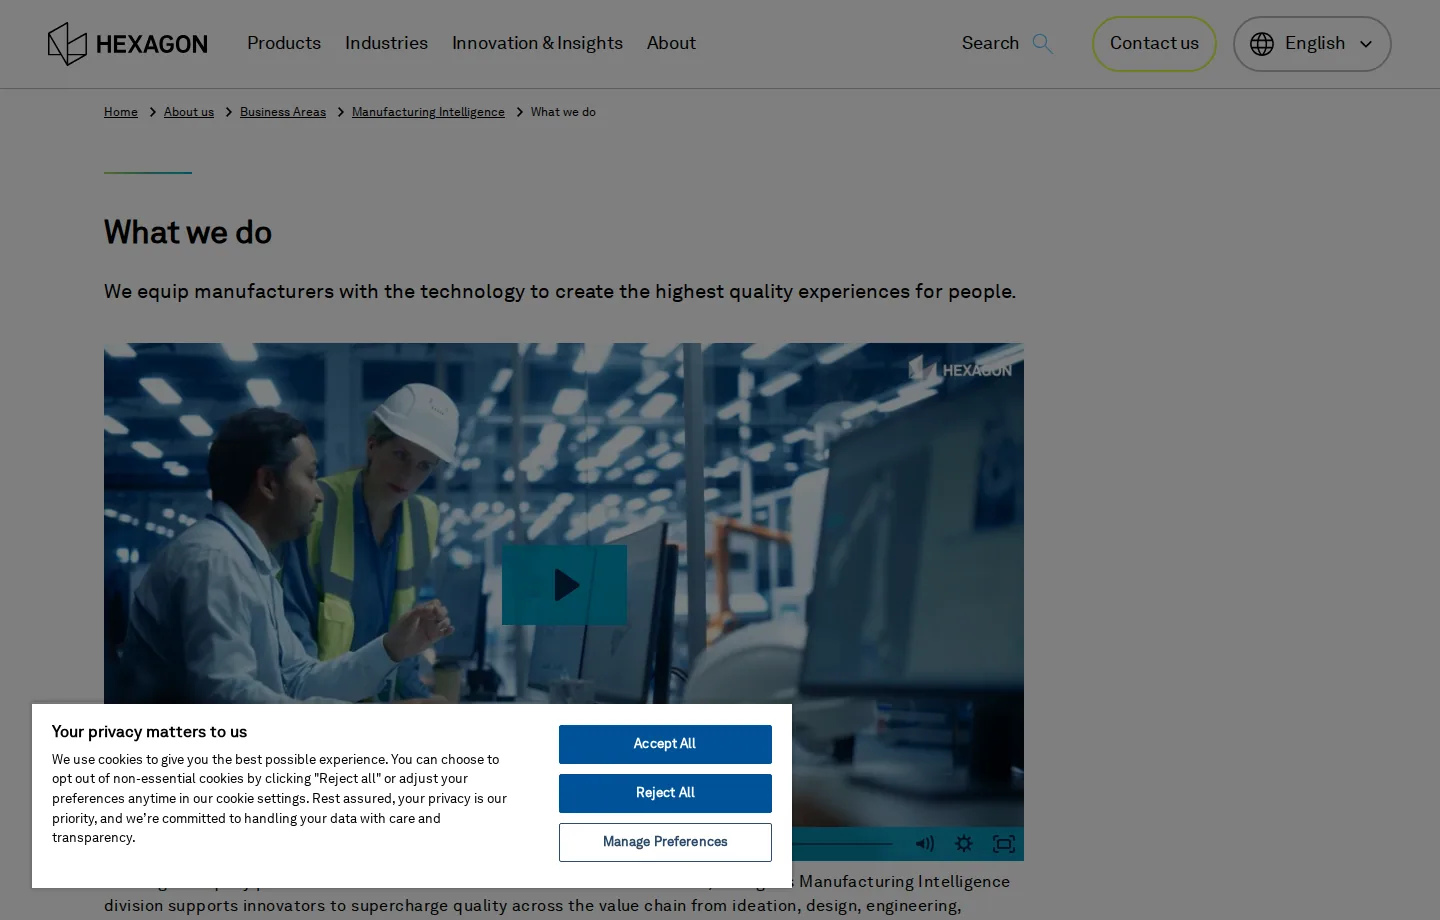 HEXAGON
Products
Industries
Innovation & Insights
About
Search
Contact us
English
Home
About us
Business Areas
Manufacturing Intelligence
What we do
What we do
We equip manufacturers with the technology to create the highest quality experiences for people.
HEXAGON
Your privacy matters to us
We use cookies to give you the best possible experience. You can choose to
opt out of non-essential cookies by clicking "Reject all" or adjust your
preferences anytime in our cookie settings. Rest assured, your privacy is our
priority, and we’re committed to handling your data with care and
transparency.
Accept All
Reject All
Manage Preferences
Manufacturing Intelligence
division supports innovators to supercharge quality across the value chain from ideation, design, engineering,